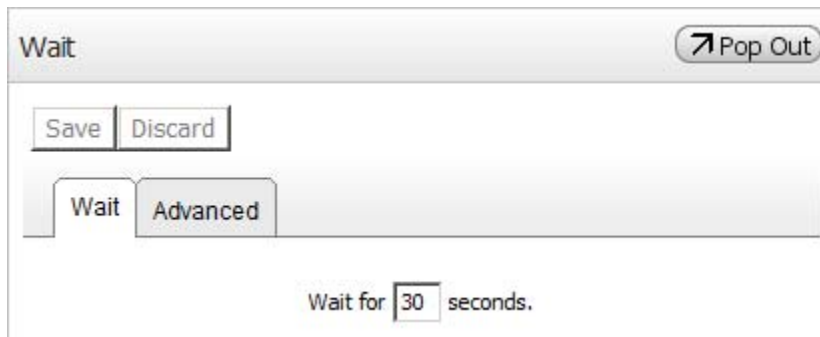 Wait Pop Out
Save Discard
Wait Advanced
Wait for 30 seconds.